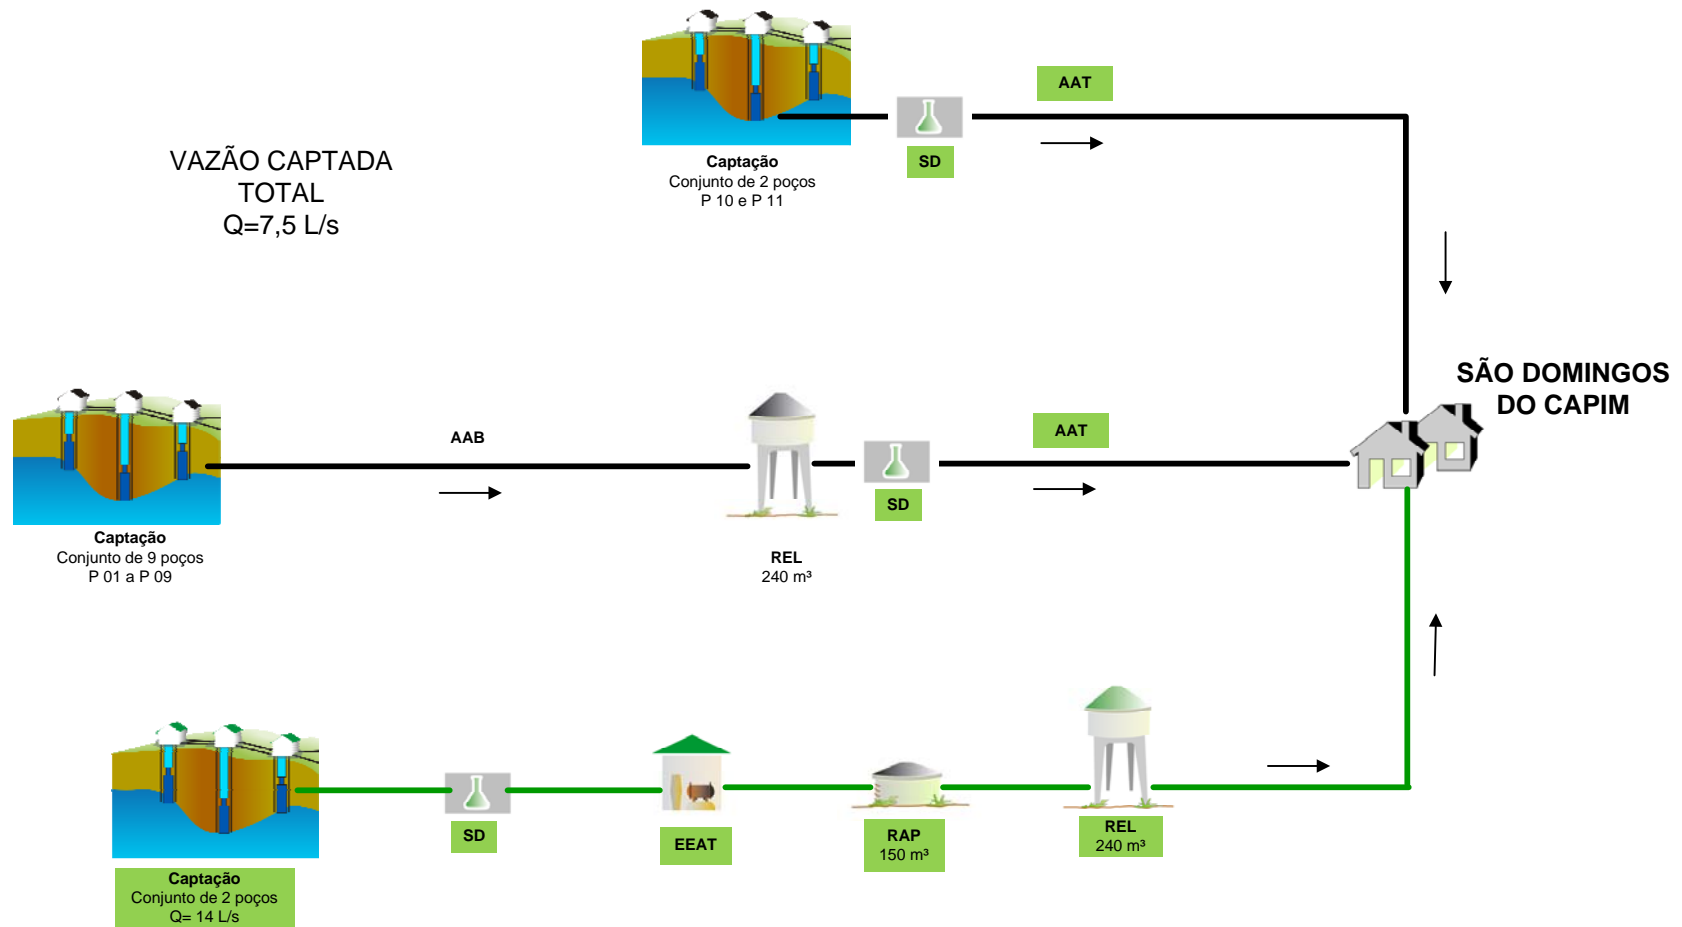 VAZÃO CAPTADA
TOTAL
Q=7,5 L/s
Captação
Conjunto de 2 poços
P 10 e P 11
SD
AAT
SÃO DOMINGOS
DO CAPIM
Captação
Conjunto de 9 poços
P 01 a P 09
AAB
REL
240 m³
SD
AAT
Captação
Conjunto de 2 poços
Q= 14 L/s
SD
EEAT
RAP
150 m³
REL
240 m³